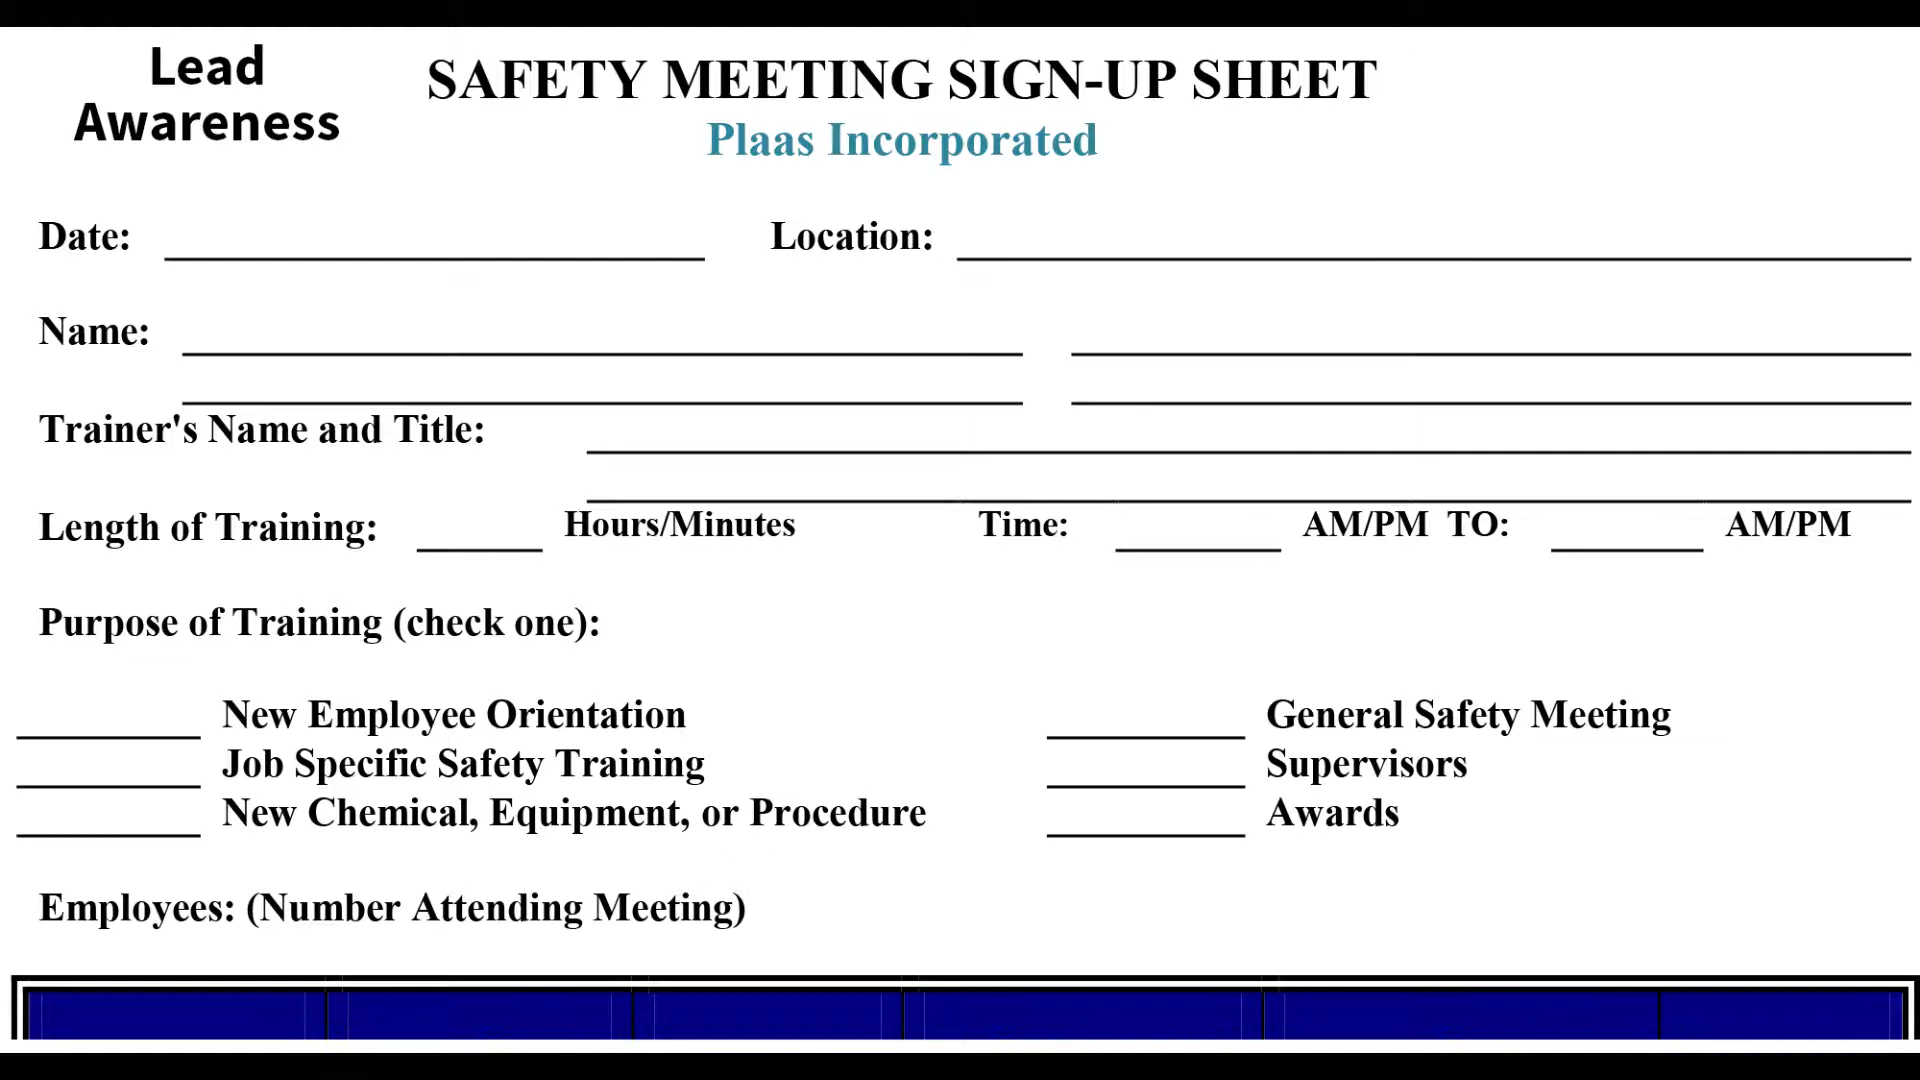 Lead
Awareness
SAFETY MEETING SIGN-UP SHEET
Plaas Incorporated
Date: Location:
Name:
Trainer's Name and Title:
Length of Training: Hours/Minutes Time: AM/PM TO: AM/PM
Purpose of Training (check one):
New Employee Orientation General Safety Meeting
Job Specific Safety Training Supervisors
New Chemical, Equipment, or Procedure Awards
Employees: (Number Attending Meeting)